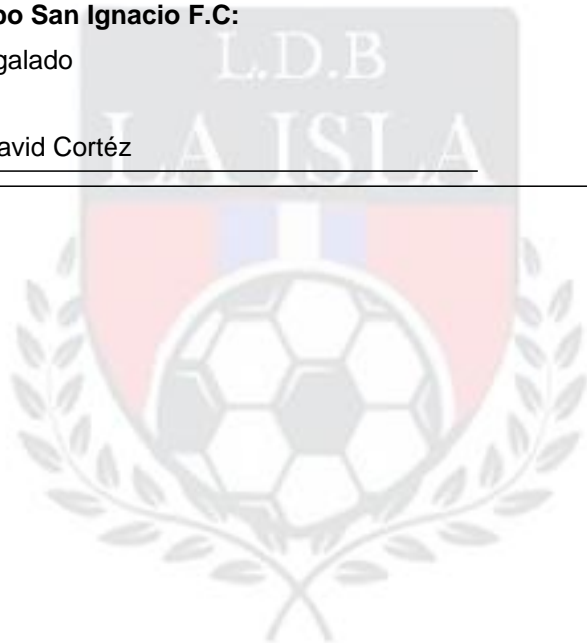 po San Ignacio F.C:
galado
avid Cortéz
L.D.B
LA ISLA